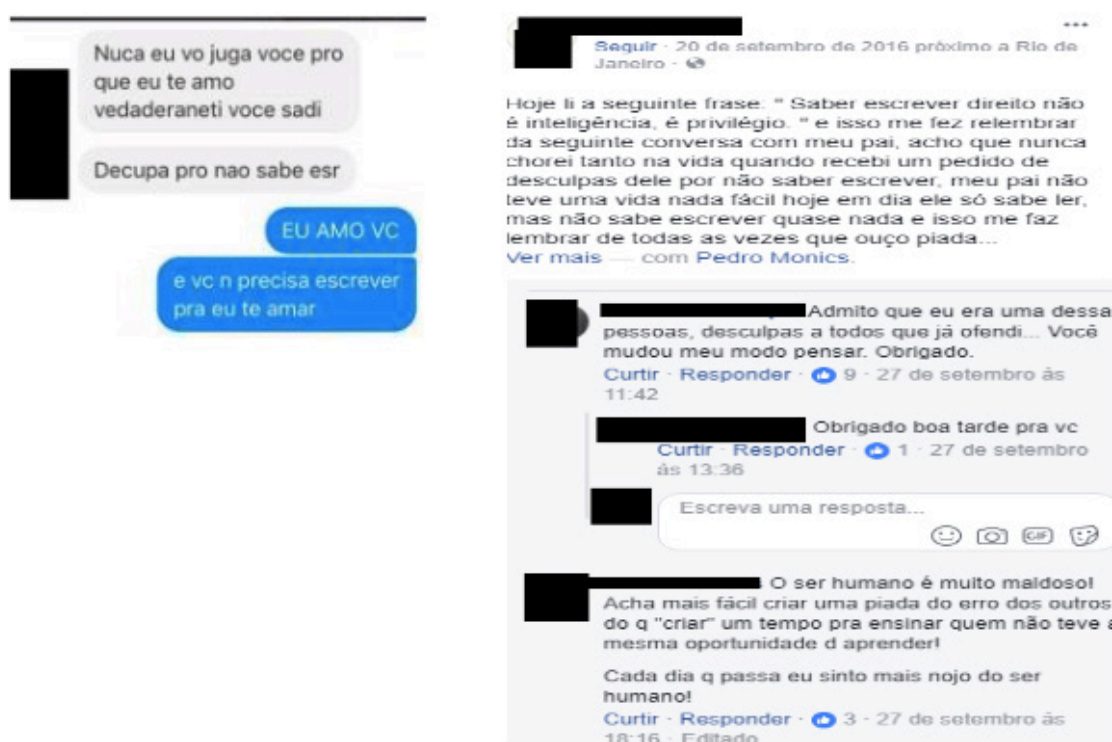 Nuca eu vo juga voce pro
que eu te amo
vedaderaneti voce sadi
Decupa pro nao sabe esr
EU AMO VC
e vc n precisa escrever
pra eu te amar
Seguir · 20 de setembro de 2016 próximo a Rio de
Janeiro ·
Hoje li a seguinte frase: " Saber escrever direito não
é inteligência, é privilégio. " e isso me fez relembrar
da seguinte conversa com meu pai, acho que nunca
chorei tanto na vida quando recebi um pedido de
desculpas dele por não saber escrever, meu pai não
teve uma vida nada fácil hoje em dia ele só sabe ler,
mas não sabe escrever quase nada e isso me faz
lembrar de todas as vezes que ouço piada...
Ver mais — com Pedro Monics.
Admito que eu era uma dessa
pessoas, desculpas a todos que já ofendi... Você
mudou meu modo pensar. Obrigado.
Curtir · Responder · 9 · 27 de setembro às
11:42
Obrigado boa tarde pra vc
Curtir · Responder · 1 · 27 de setembro
às 13:36
Escreva uma resposta...
GIF
O ser humano é muito maldoso!
Acha mais fácil criar uma piada do erro dos outros
do q "criar" um tempo pra ensinar quem não teve a
mesma oportunidade d aprender!
Cada dia q passa eu sinto mais nojo do ser
humano!
Curtir · Responder · 3 · 27 de setembro às
18:16 · Editado